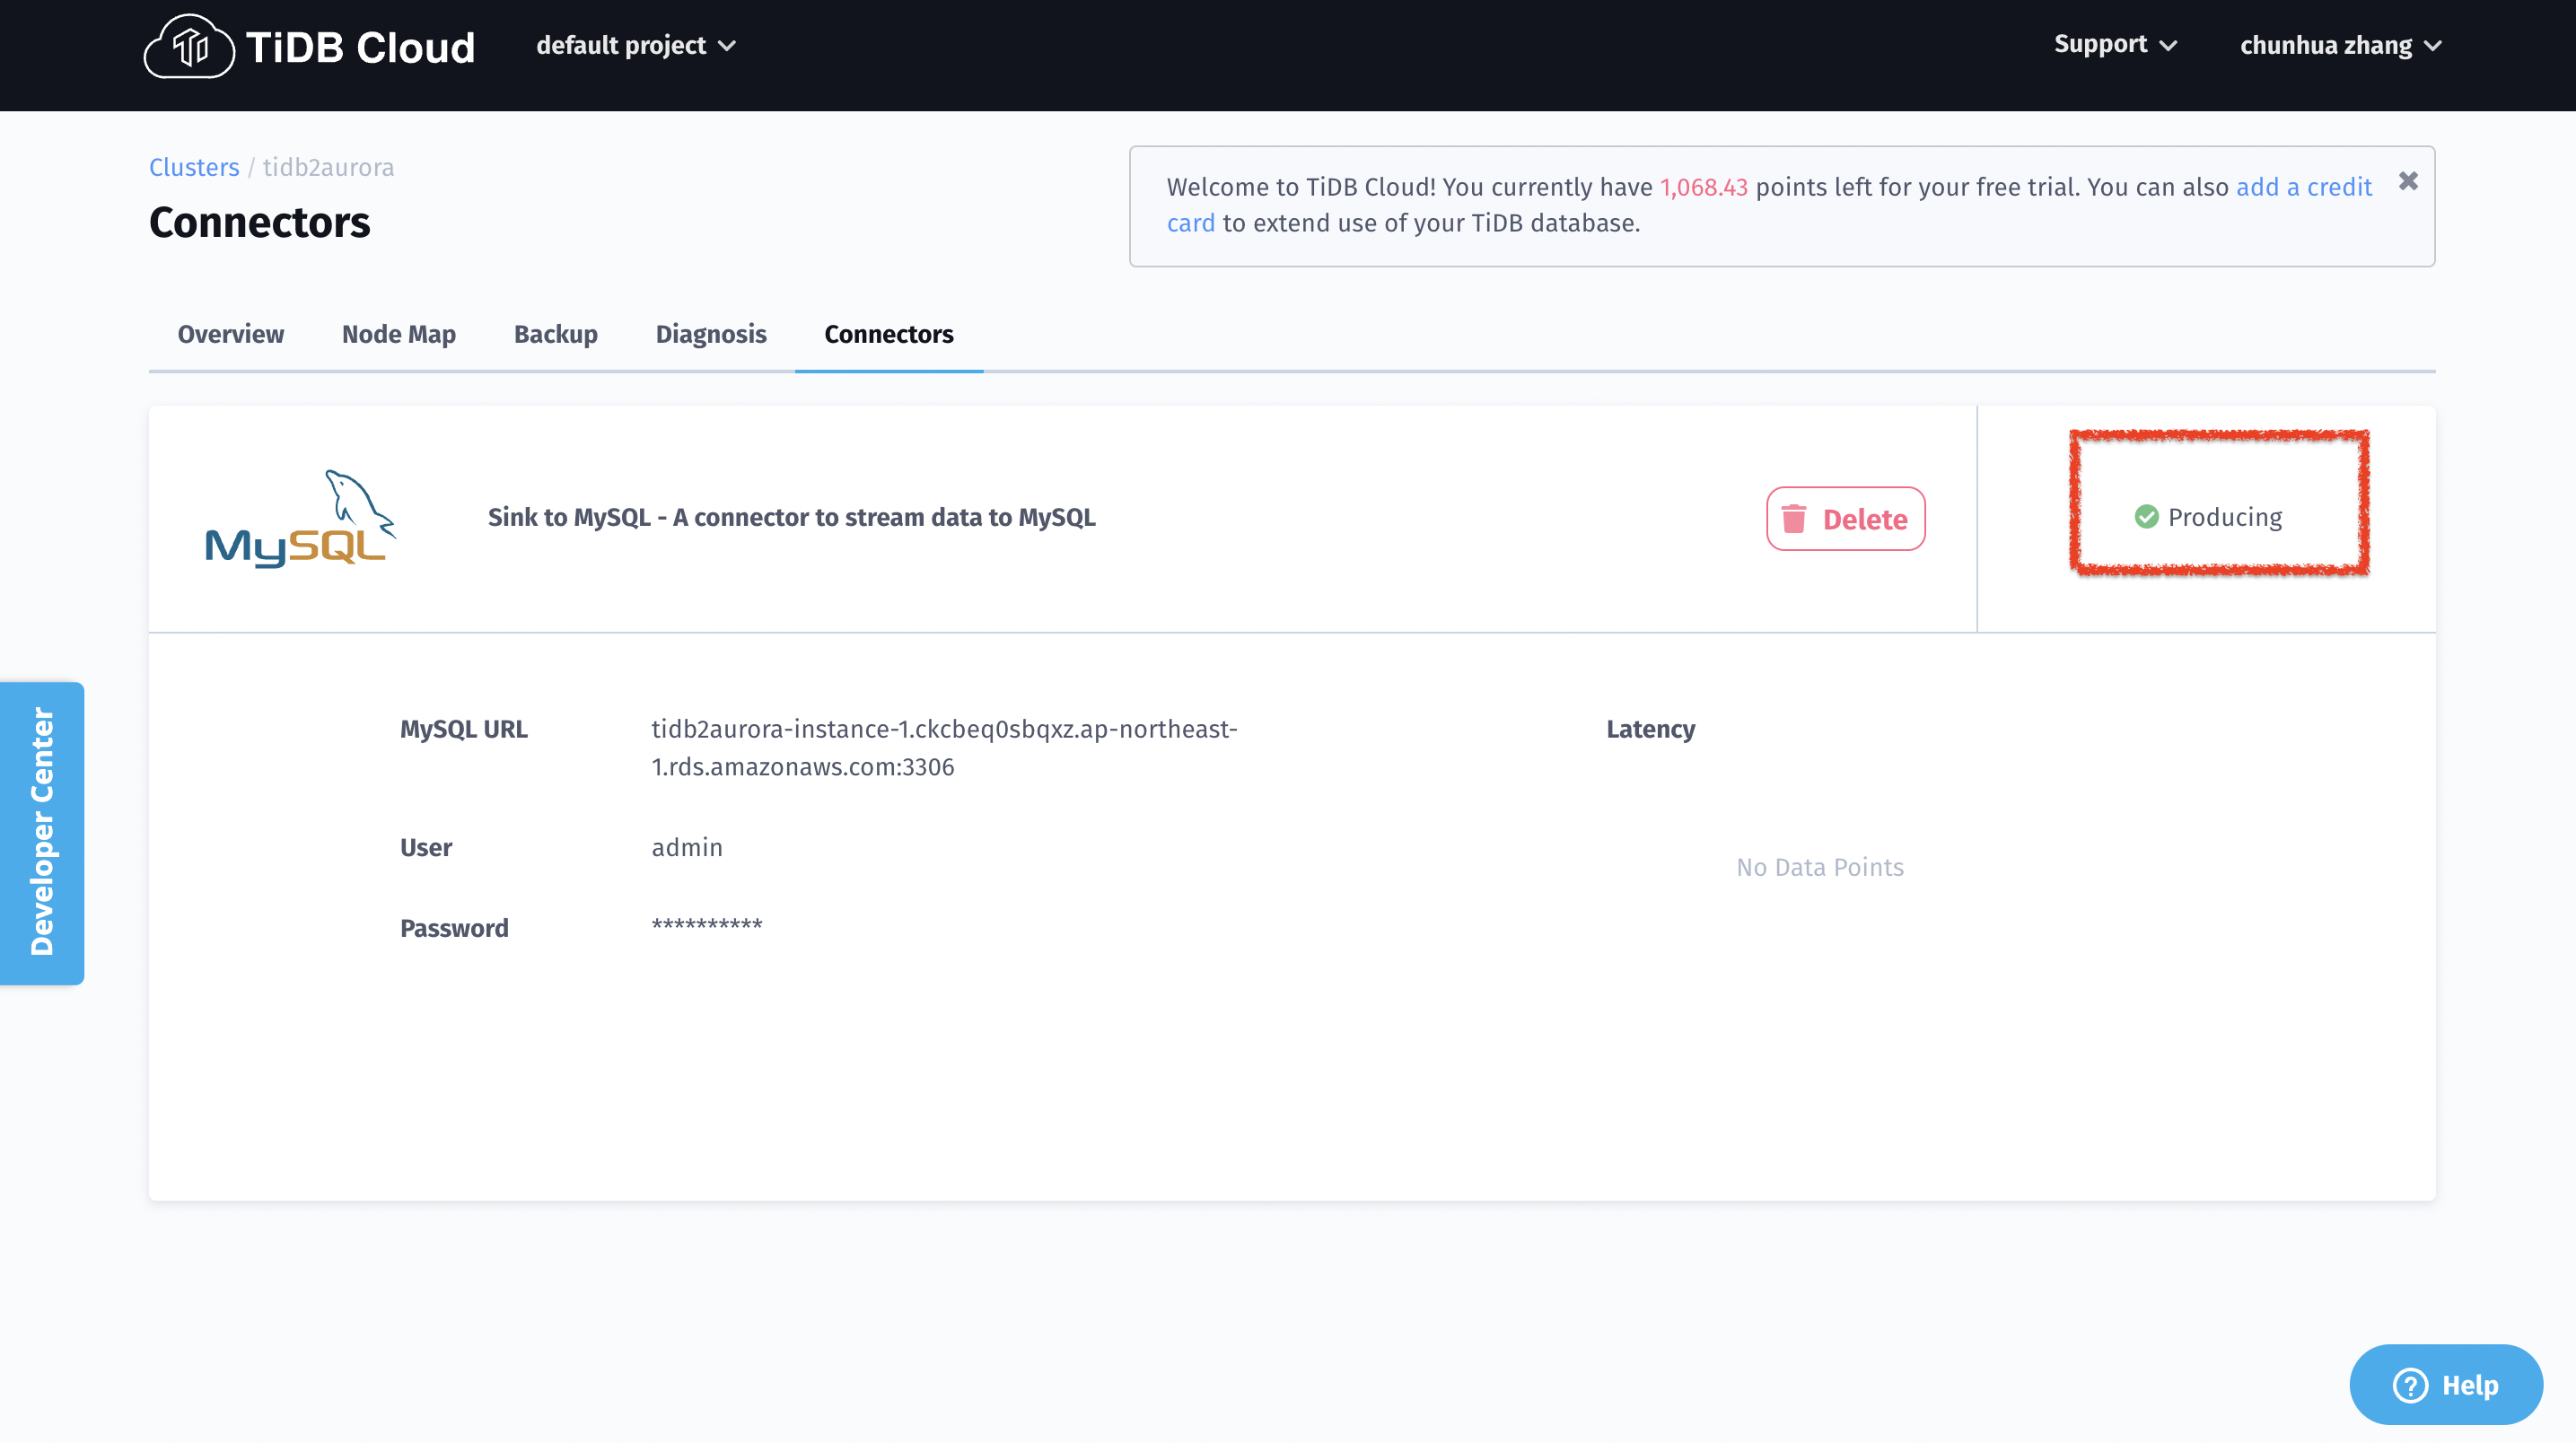 TiDB Cloud
default project
Support
chunhua zhang
Clusters / tidb2aurora
Connectors
Welcome to TiDB Cloud! You currently have 1,068.43 points left for your free trial. You can also add a credit
card to extend use of your TiDB database.
Overview
Node Map
Backup
Diagnosis
Connectors
MySQL
Sink to MySQL - A connector to stream data to MySQL
Delete
Producing
Developer Center
MySQL URL
tidb2aurora-instance-1.ckcbeq0sbqxz.ap-northeast-
1.rds.amazonaws.com:3306
User
admin
Password
**********
Latency
No Data Points
Help